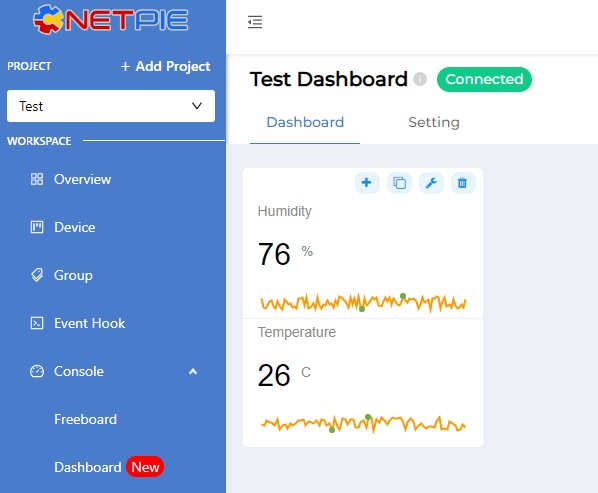 NETPIE
PROJECT
+ Add Project
Test
WORKSPACE
Overview
Device
Group
Event Hook
Console
Freeboard
Dashboard New
Test Dashboard Connected
Dashboard Setting
Humidity
76 %
Temperature
26 C